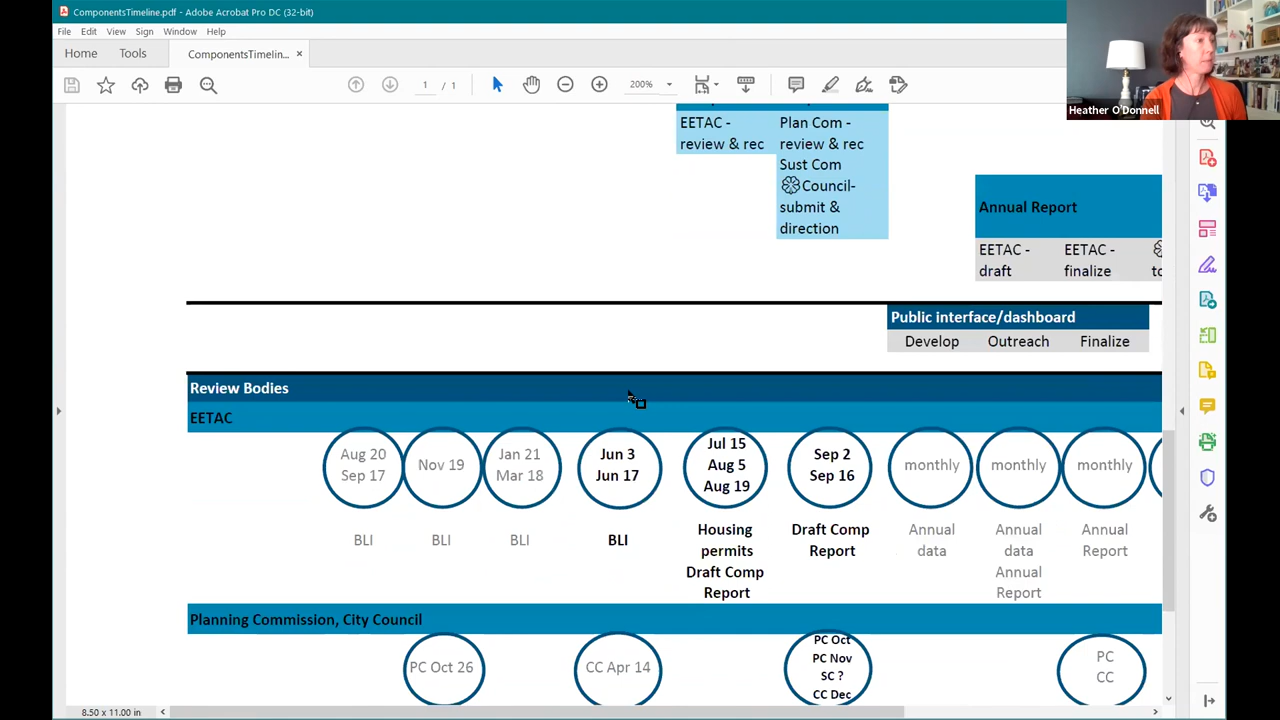 ComponentsTimeline.pdf - Adobe Acrobat Pro DC (32-bit)
File Edit View Sign Window Help
Home Tools ComponentsTimelin... ×
1 / 1 200%
Heather O'Donnell
EETAC -
review & rec
Plan Com -
review & rec
Sust Com
Council-
submit &
direction
Annual Report
EETAC -
draft
EETAC -
finalize
Public interface/dashboard
Develop Outreach Finalize
Review Bodies
EETAC
Aug 20
Sep 17
Nov 19
Jan 21
Mar 18
Jun 3
Jun 17
Jul 15
Aug 5
Aug 19
Sep 2
Sep 16
monthly
monthly
monthly
BLI
BLI
BLI
BLI
Housing
permits
Draft Comp
Report
Draft Comp
Report
Annual
data
Annual
data
Annual
Report
Annual
Report
Planning Commission, City Council
PC Oct 26
CC Apr 14
PC Oct
PC Nov
SC ?
CC Dec
PC
CC
8.50 x 11.00 in